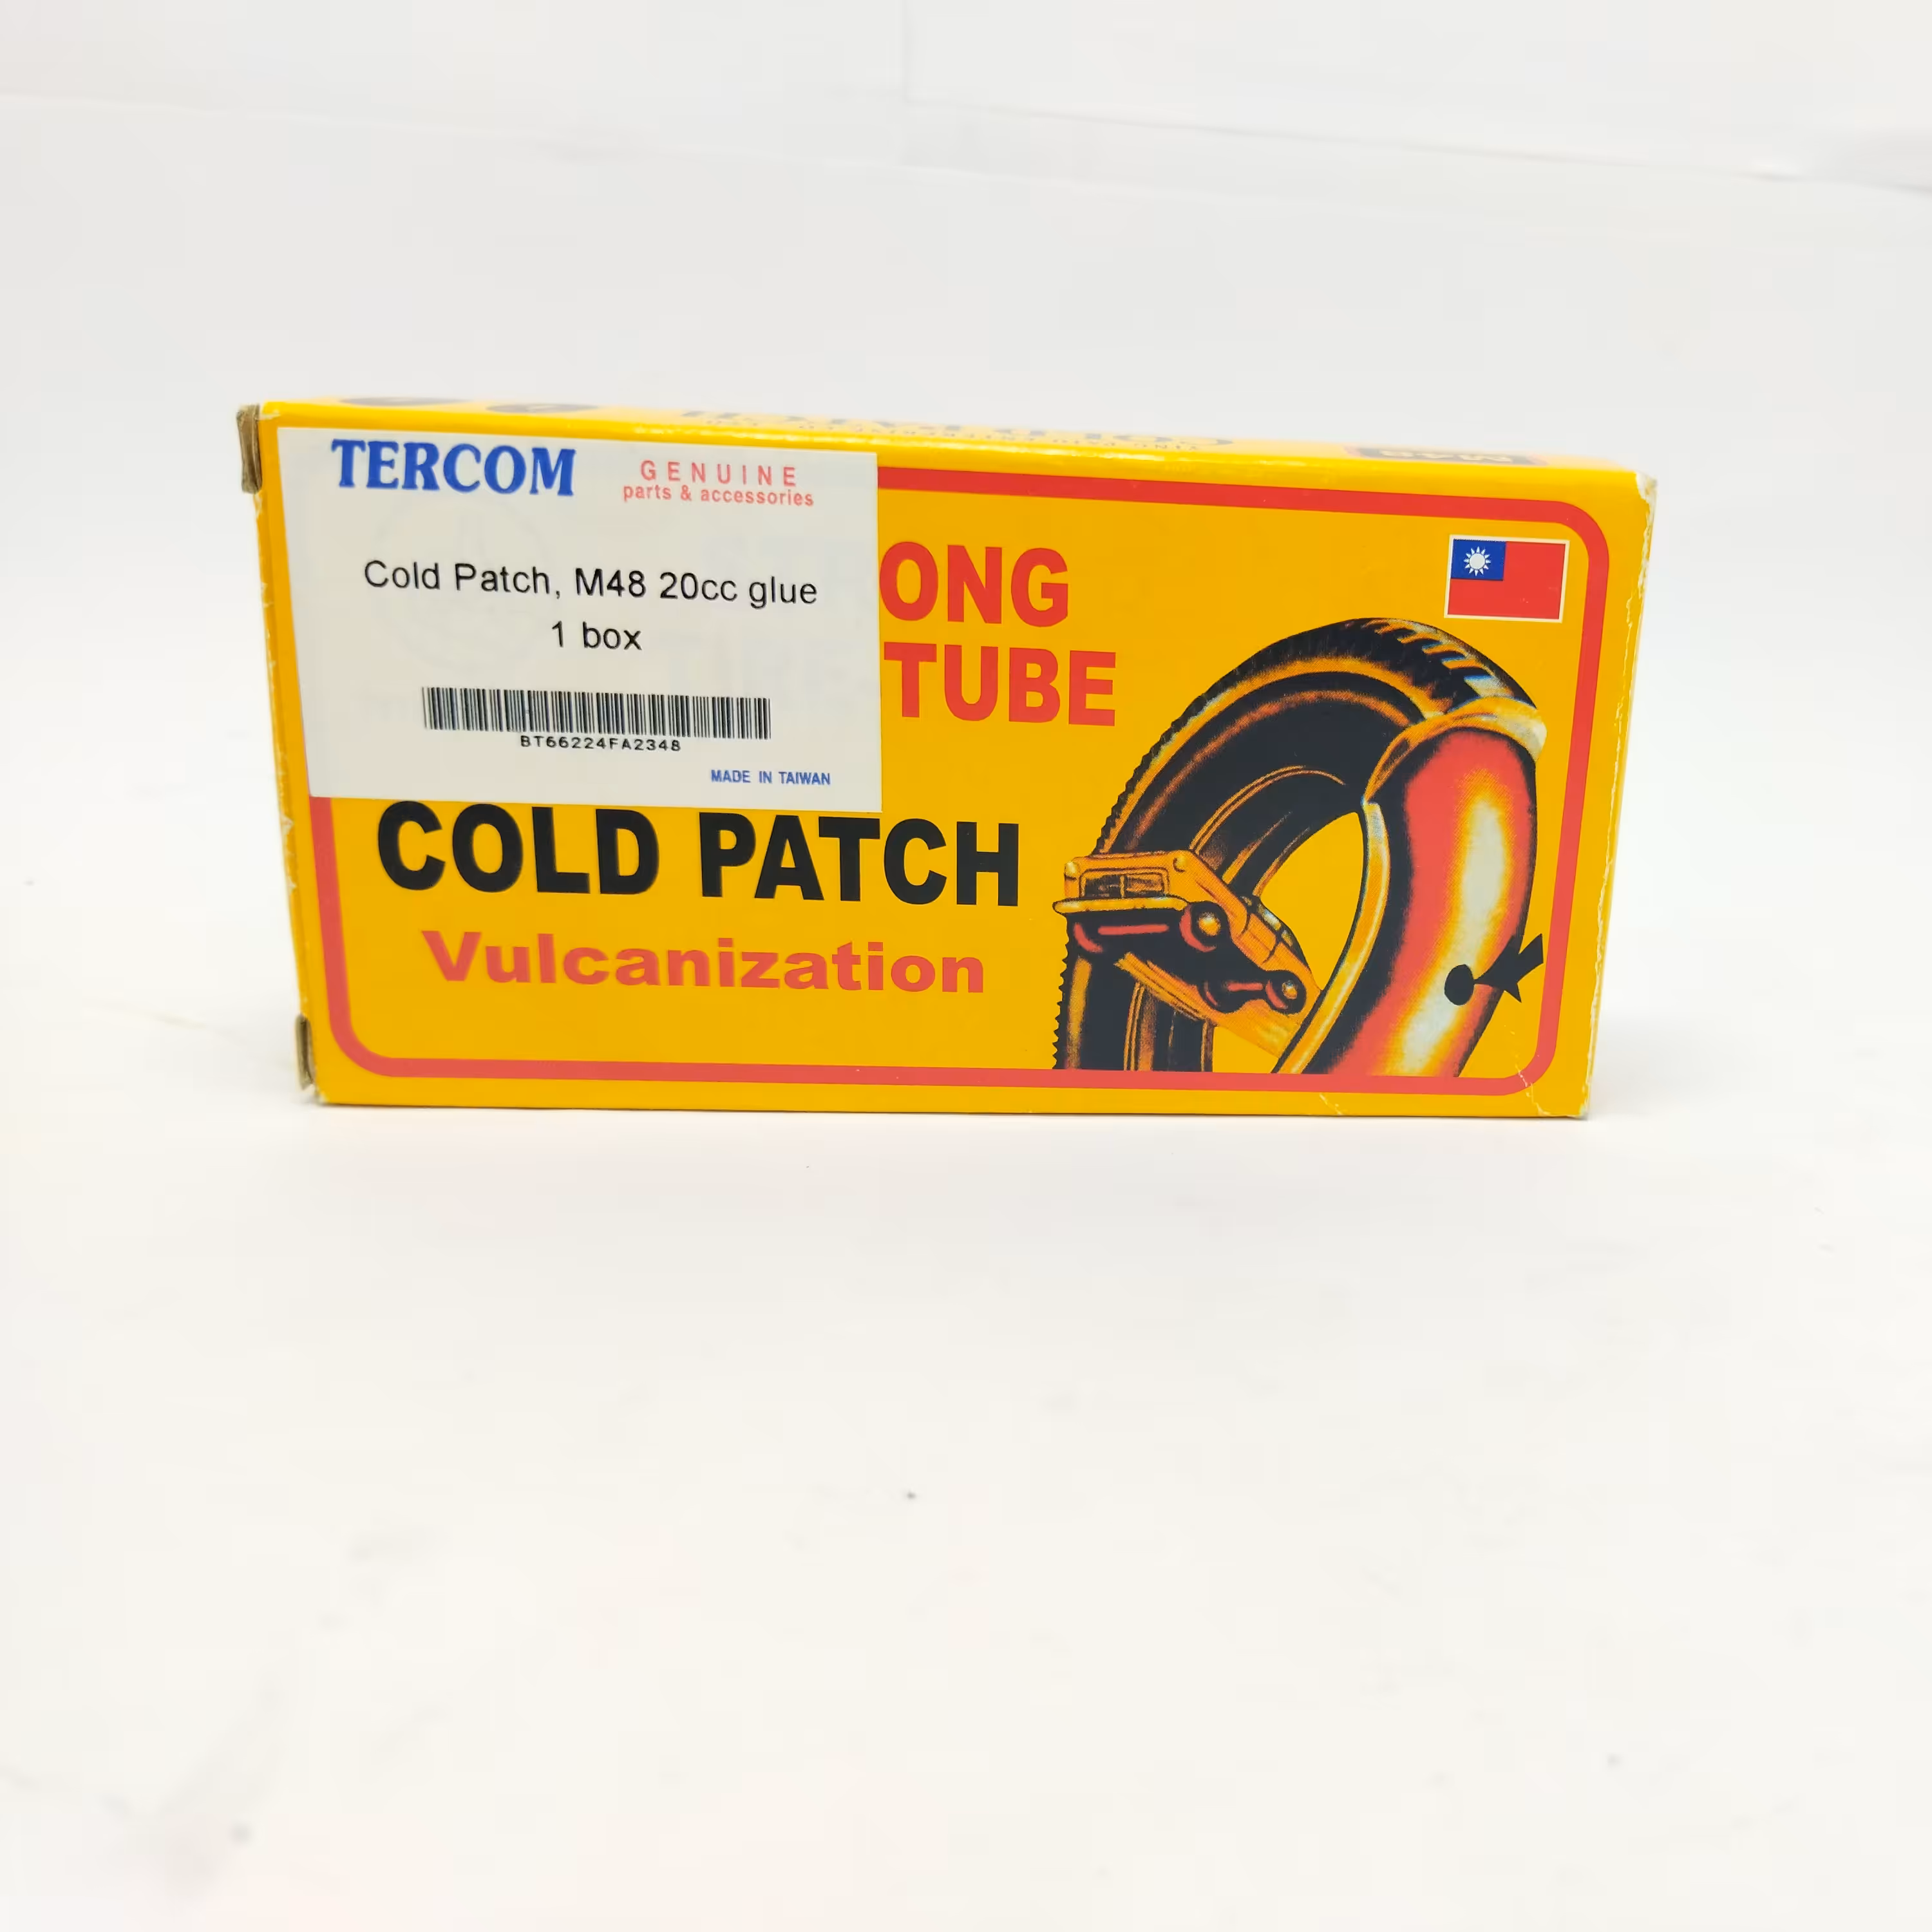 TERCOM
GENUINE
parts & accessories
Cold Patch, M48 20cc glue
1 box
BT66224FA2348
MADE IN TAIWAN
ONG
TUBE
COLD PATCH
Vulcanization